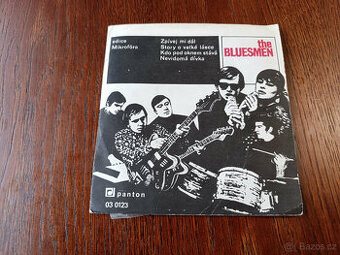 edice
Mikrofóra
Zpívej mi dál
Story o velké lásce
Kdo pod oknem stává
Nevidomá dívka
the
BLUESMEN
panton
03 0123
Bazoš.cz